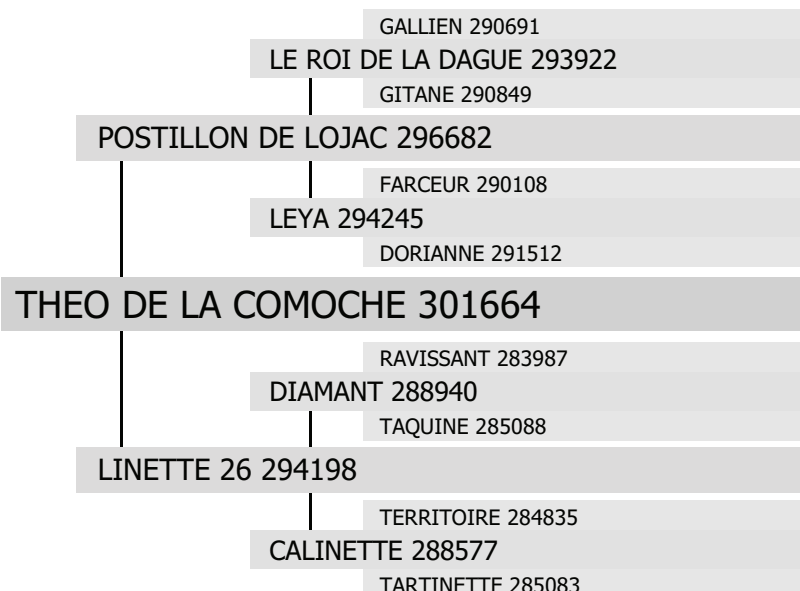 GALLIEN 290691
LE ROI DE LA DAGUE 293922
GITANE 290849
POSTILLON DE LOJAC 296682
FARCEUR 290108
LEYA 294245
DORIANNE 291512
THEO DE LA COMOCHE 301664
RAVISSANT 283987
DIAMANT 288940
TAQUINE 285088
LINETTE 26 294198
TERRITOIRE 284835
CALINETTE 288577
TARTINETTE 285083